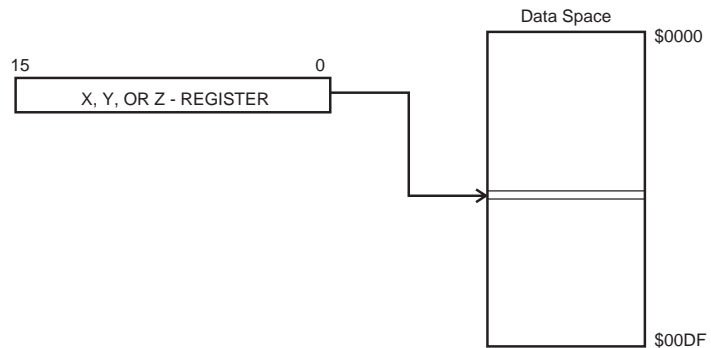 Data Space
$0000
15 0
X, Y, OR Z - REGISTER
$00DF